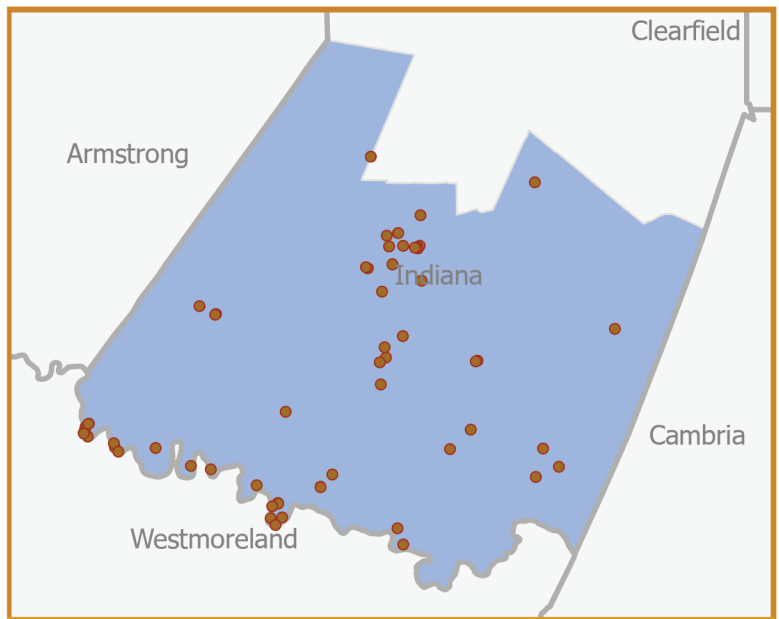 Clearfield
Armstrong
Indiana
Cambria
Westmoreland